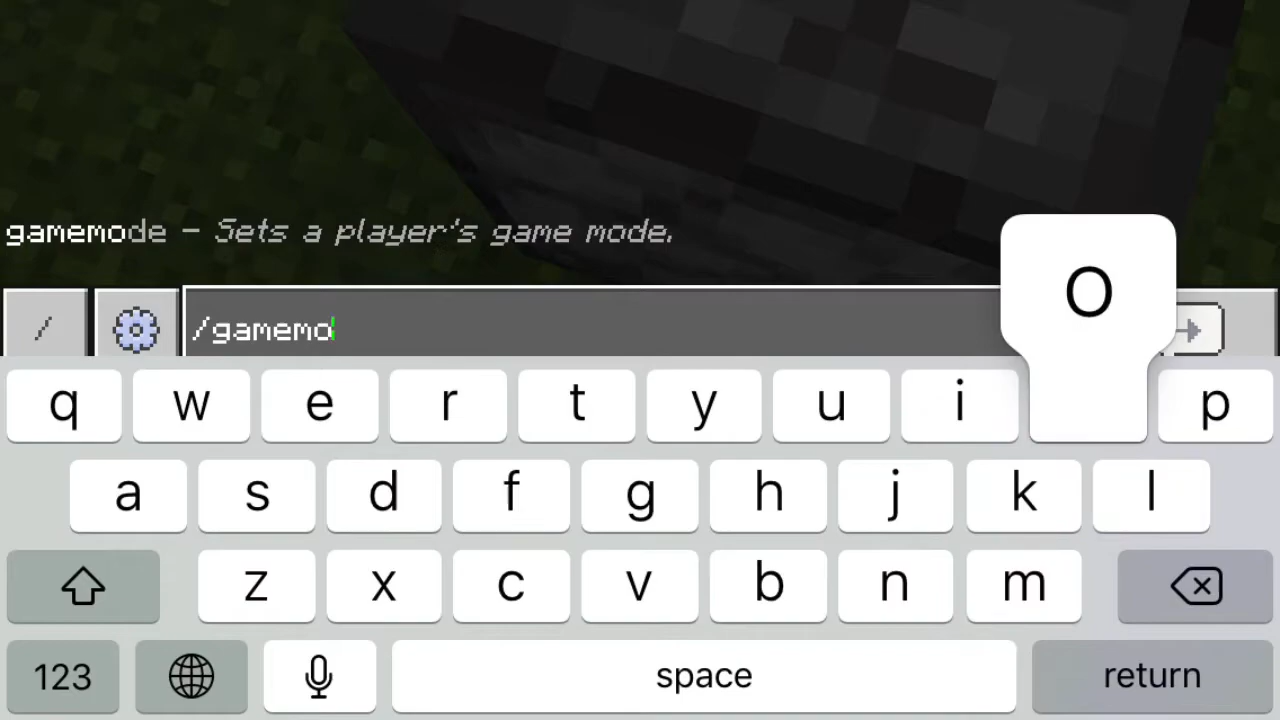 gamemode - Sets a player's game mode.
/ /gamemo
O
q w e r t y u i p
a s d f g h j k l
z x c v b n m
123 space return